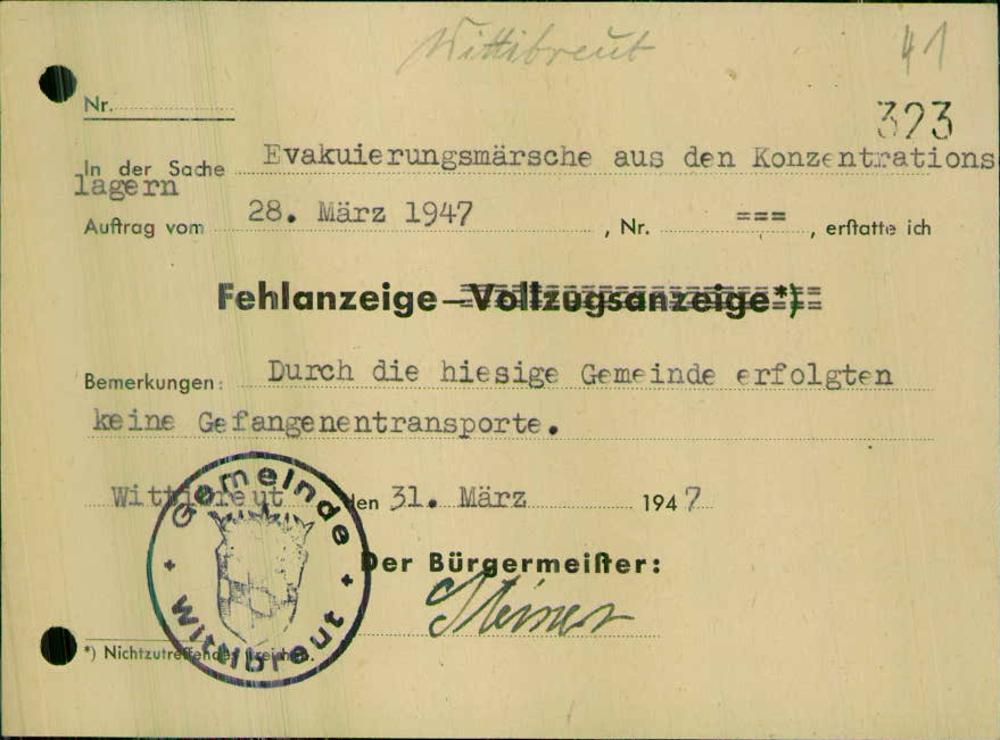 Wittibreut 41
Nr. 323
In der Sache Evakuierungsmärsche aus den Konzentrations
lagern
Auftrag vom 28. März 1947, Nr. ===, erstatte ich
Fehlanzeige—Vollzugsanzeige*)
Bemerkungen: Durch die hiesige Gemeinde erfolgten
keine Gefangenentransporte.
Wittibreut den 31. März 1947
Der Bürgermeister:
Steiner
*) Nichtzutreffendes streichen.
Gemeinde
Wittibreut